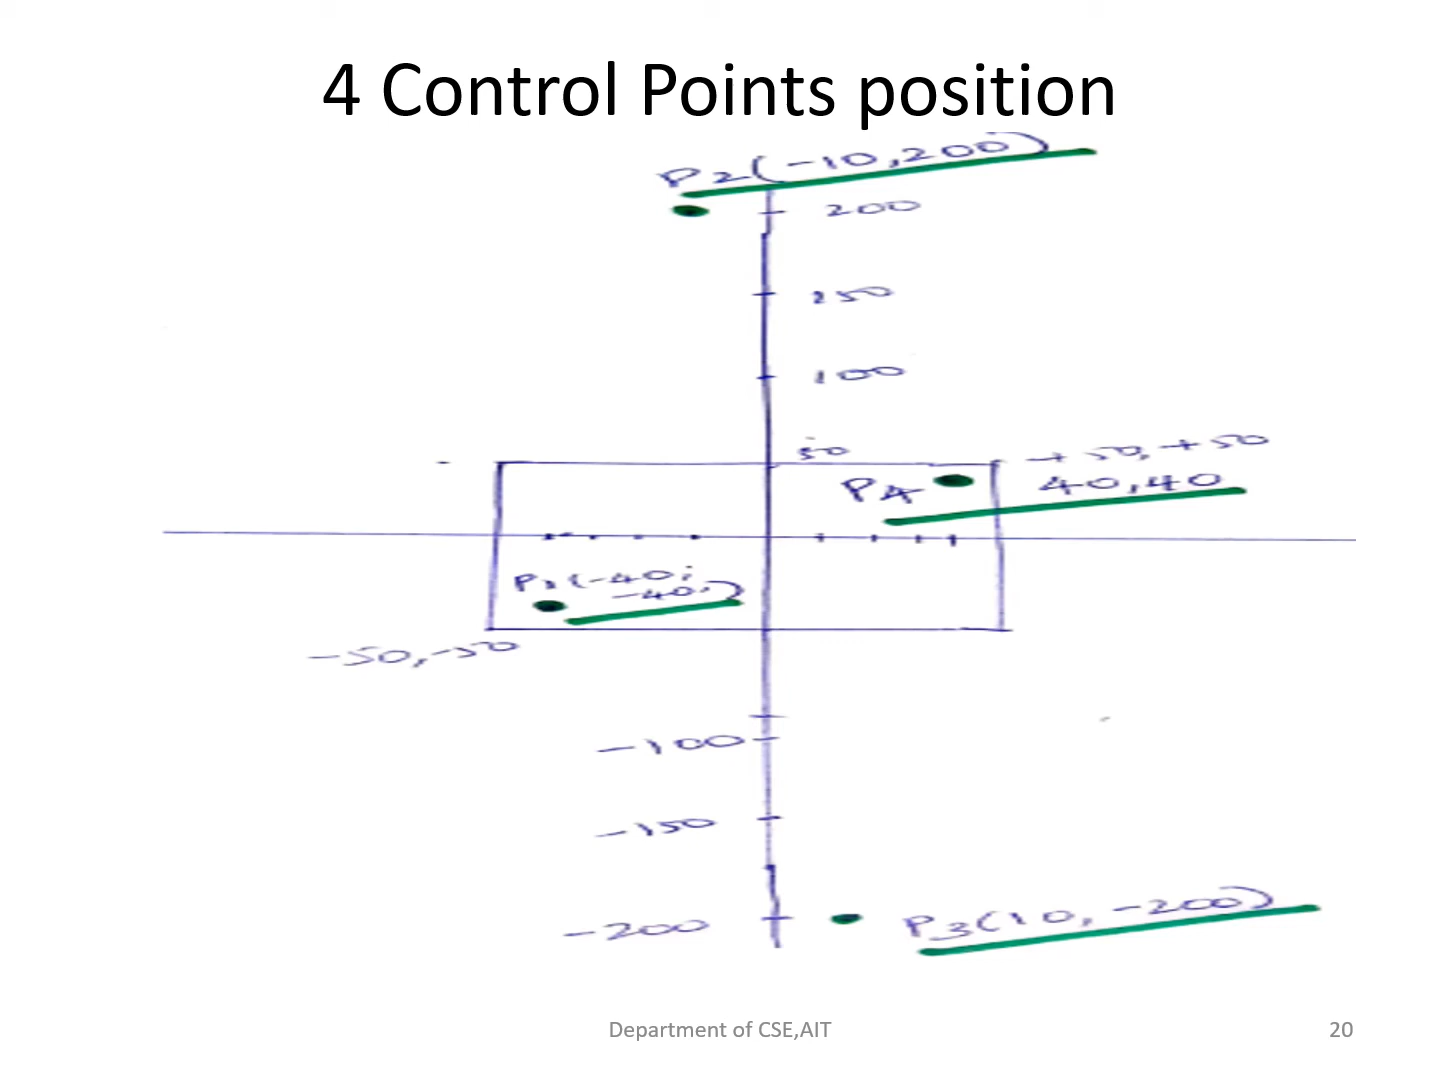 4 Control Points position
P2(-10,200)
200
150
100
50
+50,+50
P4 40,40
P1(-40,
-40)
-50,-50
-100
-150
-200
P3(10,-200)
Department of CSE,AIT
20